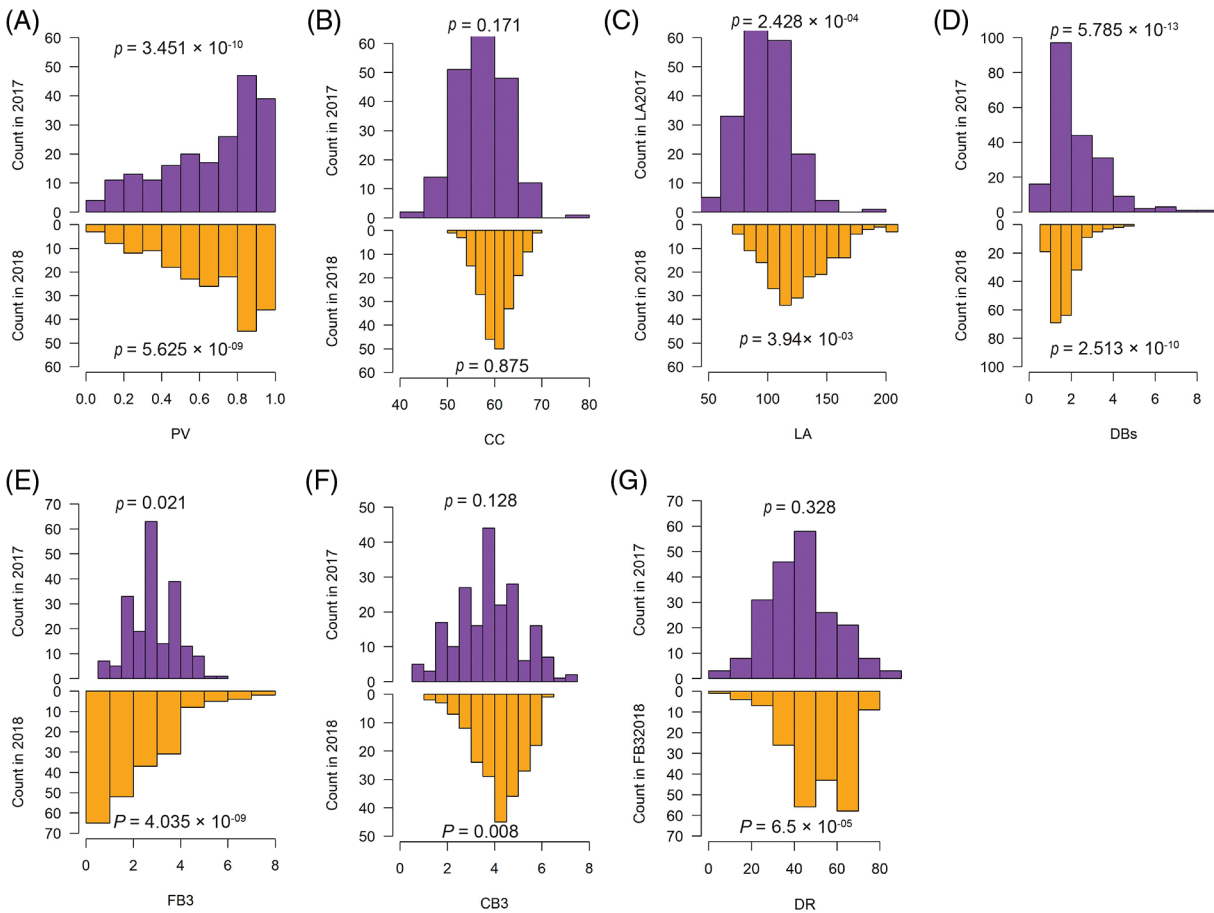 (A)
p = 3.451 × 10-10
Count in 2017
60
50
40
30
20
10
0
Count in 2018
0
10
20
30
40
50
60
p = 5.625 × 10-09
0.0 0.2 0.4 0.6 0.8 1.0
PV
(B)
p = 0.171
Count in 2017
60
50
40
30
20
10
0
Count in 2018
0
10
20
30
40
50
60
p = 0.875
40 50 60 70 80
CC
(C)
p = 2.428 × 10-04
Count in LA2017
60
50
40
30
20
10
0
Count in 2018
0
10
20
30
40
50
60
p = 3.94× 10-03
50 100 150 200
LA
(D)
p = 5.785 × 10-13
Count in 2017
100
80
60
40
20
0
Count in 2018
0
20
40
60
80
100
p = 2.513 × 10-10
0 2 4 6 8
DBs
(E)
p = 0.021
Count in 2017
70
60
50
40
30
20
10
0
Count in 2018
0
10
20
30
40
50
60
70
P = 4.035 × 10-09
0 2 4 6 8
FB3
(F)
p = 0.128
Count in 2017
50
40
30
20
10
0
Count in 2018
0
10
20
30
40
50
P = 0.008
0 2 4 6 8
CB3
(G)
p = 0.328
Count in 2017
70
60
50
40
30
20
10
0
Count in FB32018
0
10
20
30
40
50
60
70
P = 6.5 × 10-05
0 20 40 60 80
DR